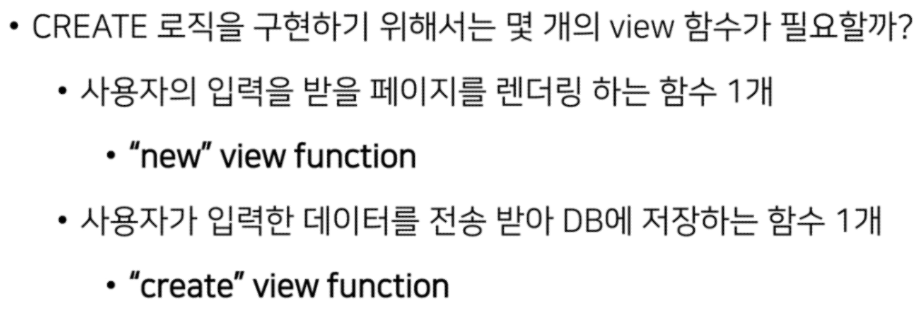 • CREATE 로직을 구현하기 위해서는 몇 개의 view 함수가 필요할까?
• 사용자의 입력을 받을 페이지를 렌더링 하는 함수 1개
• “new” view function
• 사용자가 입력한 데이터를 전송 받아 DB에 저장하는 함수 1개
• “create” view function